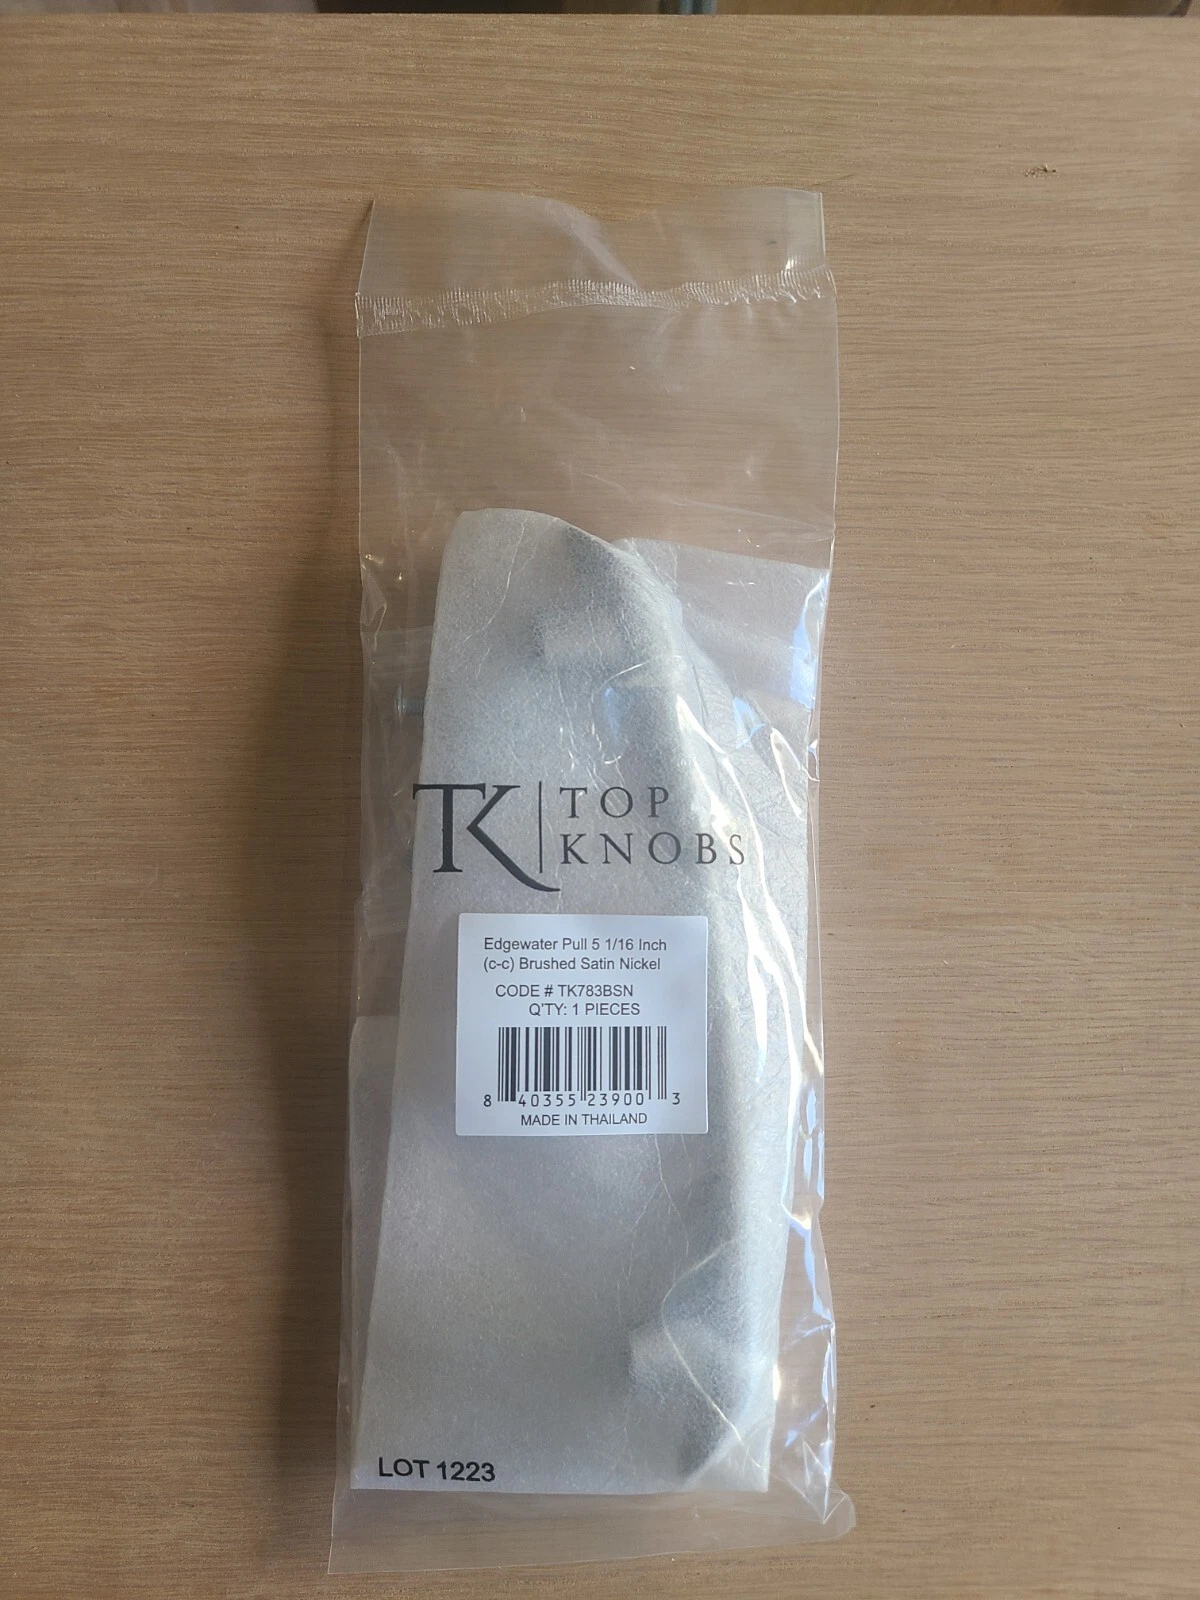 TK TOP
KNOBS
Edgewater Pull 5 1/16 Inch
(c-c) Brushed Satin Nickel
CODE # TK783BSN
Q'TY: 1 PIECES
8 40355 23900 3
MADE IN THAILAND
LOT 1223